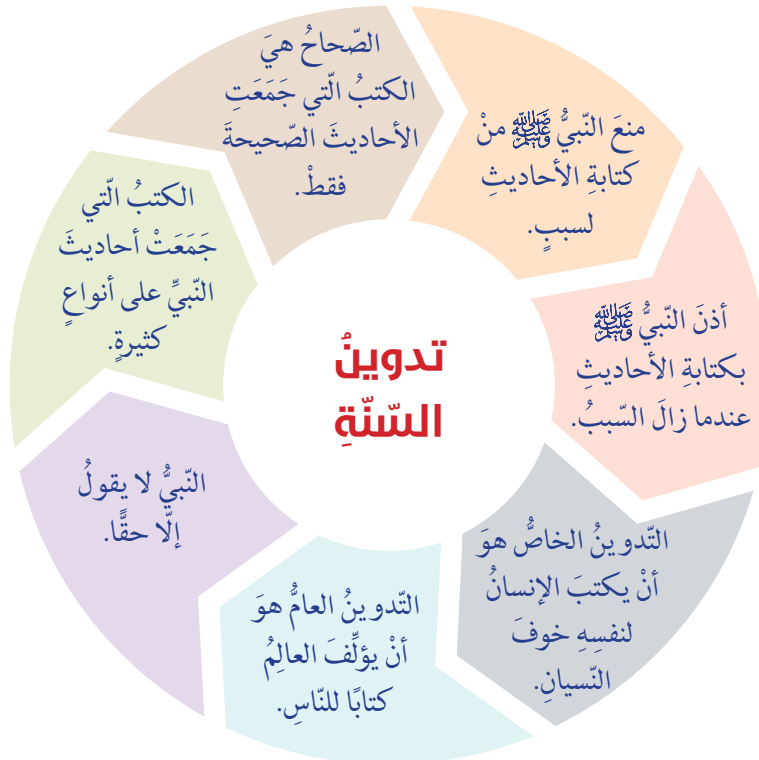 تدوينُ
السّنّةِ
منعَ النّبيُّ ﷺ منْ
كتابةِ الأحاديثِ
لسببٍ.
أذنَ النّبيُّ ﷺ
بكتابةِ الأحاديثِ
عندما زالَ السّببُ.
التّدوينُ الخاصُّ هوَ
أنْ يكتبَ الإنسانُ
لنفسِهِ خوفَ
النّسيانِ.
التّدوينُ العامُّ هوَ
أنْ يؤلِّفَ العالِمُ
كتابًا للنّاسِ.
النّبيُّ لا يقولُ
إلّا حقًّا.
الكتبُ الّتي
جَمَعَتْ أحاديثَ
النّبيِّ على أنواعٍ
كثيرةٍ.
الصّحاحُ هيَ
الكتبُ الّتي جَمَعَتِ
الأحاديثَ الصّحيحةَ
فقطْ.